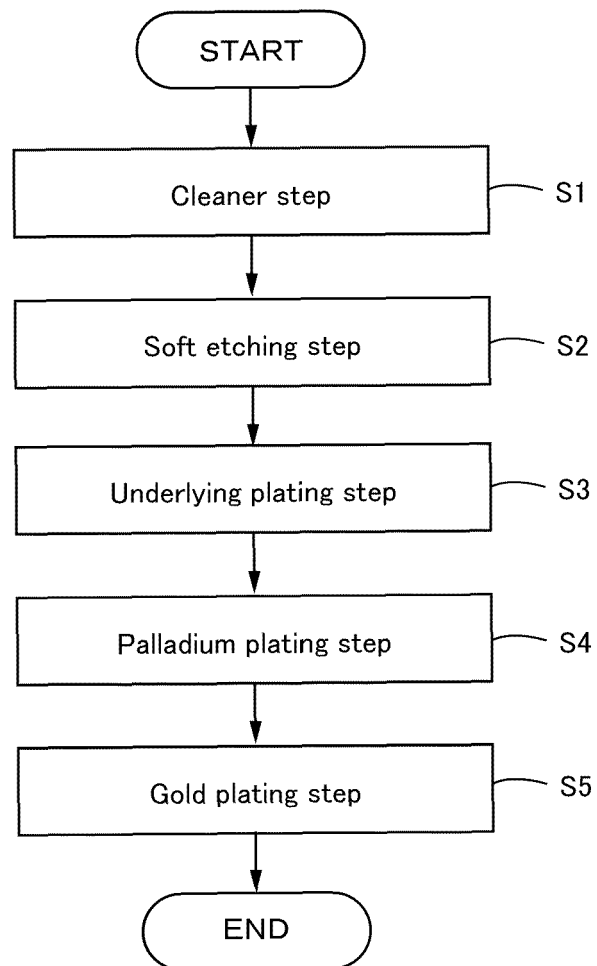 START
Cleaner step
S1
Soft etching step
S2
Underlying plating step
S3
Palladium plating step
S4
Gold plating step
S5
END